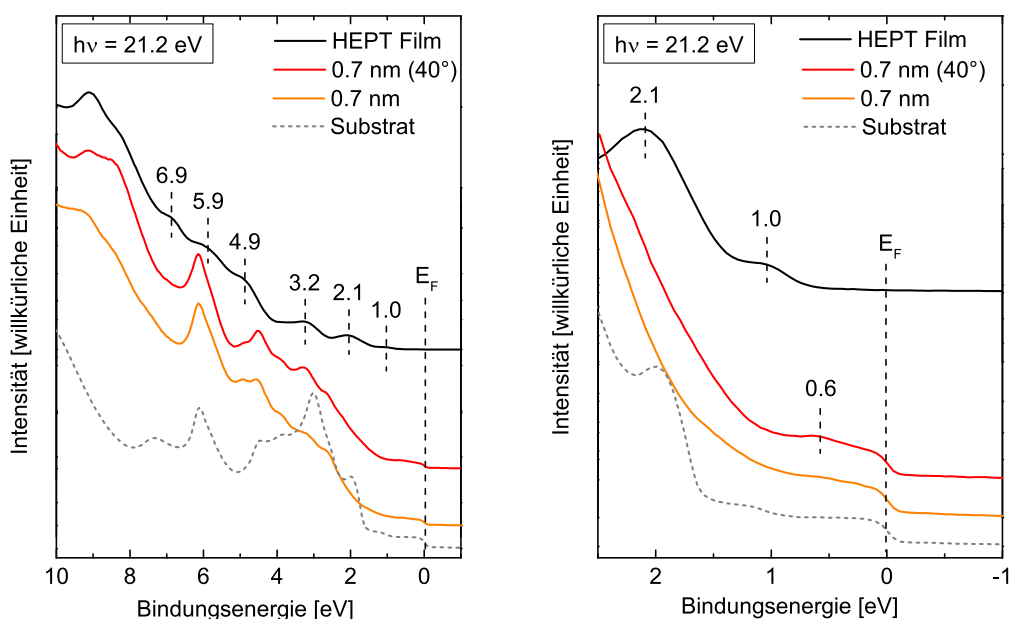 hν = 21.2 eV
HEPT Film
0.7 nm (40°)
0.7 nm
Substrat
6.9
5.9
4.9
3.2
2.1
1.0
E_F
Intensität [willkürliche Einheit]
10 8 6 4 2 0
Bindungsenergie [eV]
hν = 21.2 eV
HEPT Film
0.7 nm (40°)
0.7 nm
Substrat
2.1
1.0
E_F
0.6
Intensität [willkürliche Einheit]
2 1 0 -1
Bindungsenergie [eV]